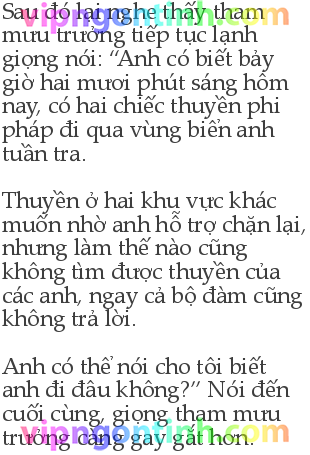 Sau đó lại nghe thấy tham
mưu trưởng tiếp tục lạnh
giọng nói: “Anh có biết bảy
giờ hai mươi phút sáng hôm
nay, có hai chiếc thuyền phi
pháp đi qua vùng biển anh
tuần tra.
Thuyền ở hai khu vực khác
muốn nhờ anh hỗ trợ chặn lại,
nhưng làm thế nào cũng
không tìm được thuyền của
các anh, ngay cả bộ đàm cũng
không trả lời.
Anh có thể nói cho tôi biết
anh đi đâu không?” Nói đến
cuối cùng, giọng tham mưu
trưởng càng gay gắt hơn.
vipngontinh.com
vipngontinh.com